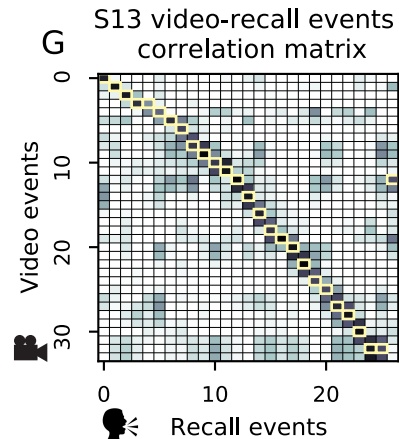 G
S13 video-recall events
correlation matrix
Video events
0
10
20
30
0
10
20
Recall events